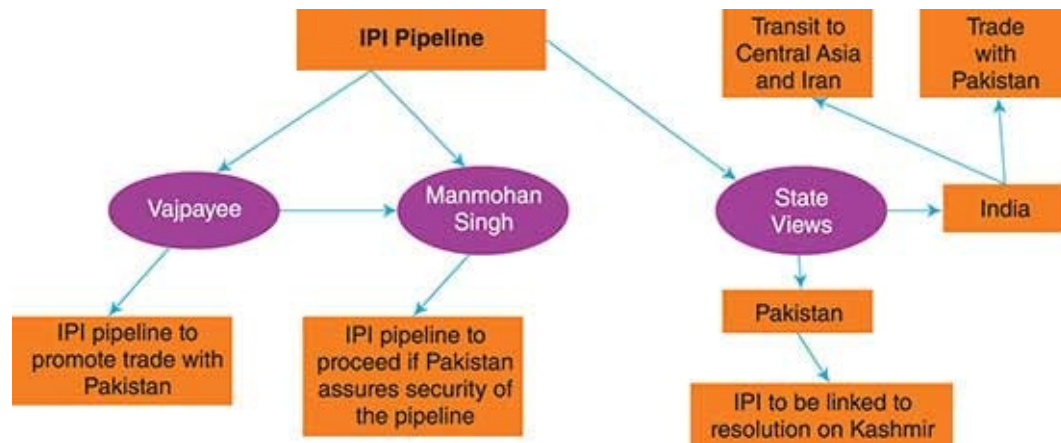 IPI Pipeline
Transit to
Central Asia
and Iran
Trade
with
Pakistan
Vajpayee
Manmohan
Singh
State
Views
India
IPI pipeline to
promote trade with
Pakistan
IPI pipeline to
proceed if Pakistan
assures security of
the pipeline
Pakistan
IPI to be linked to
resolution on Kashmir